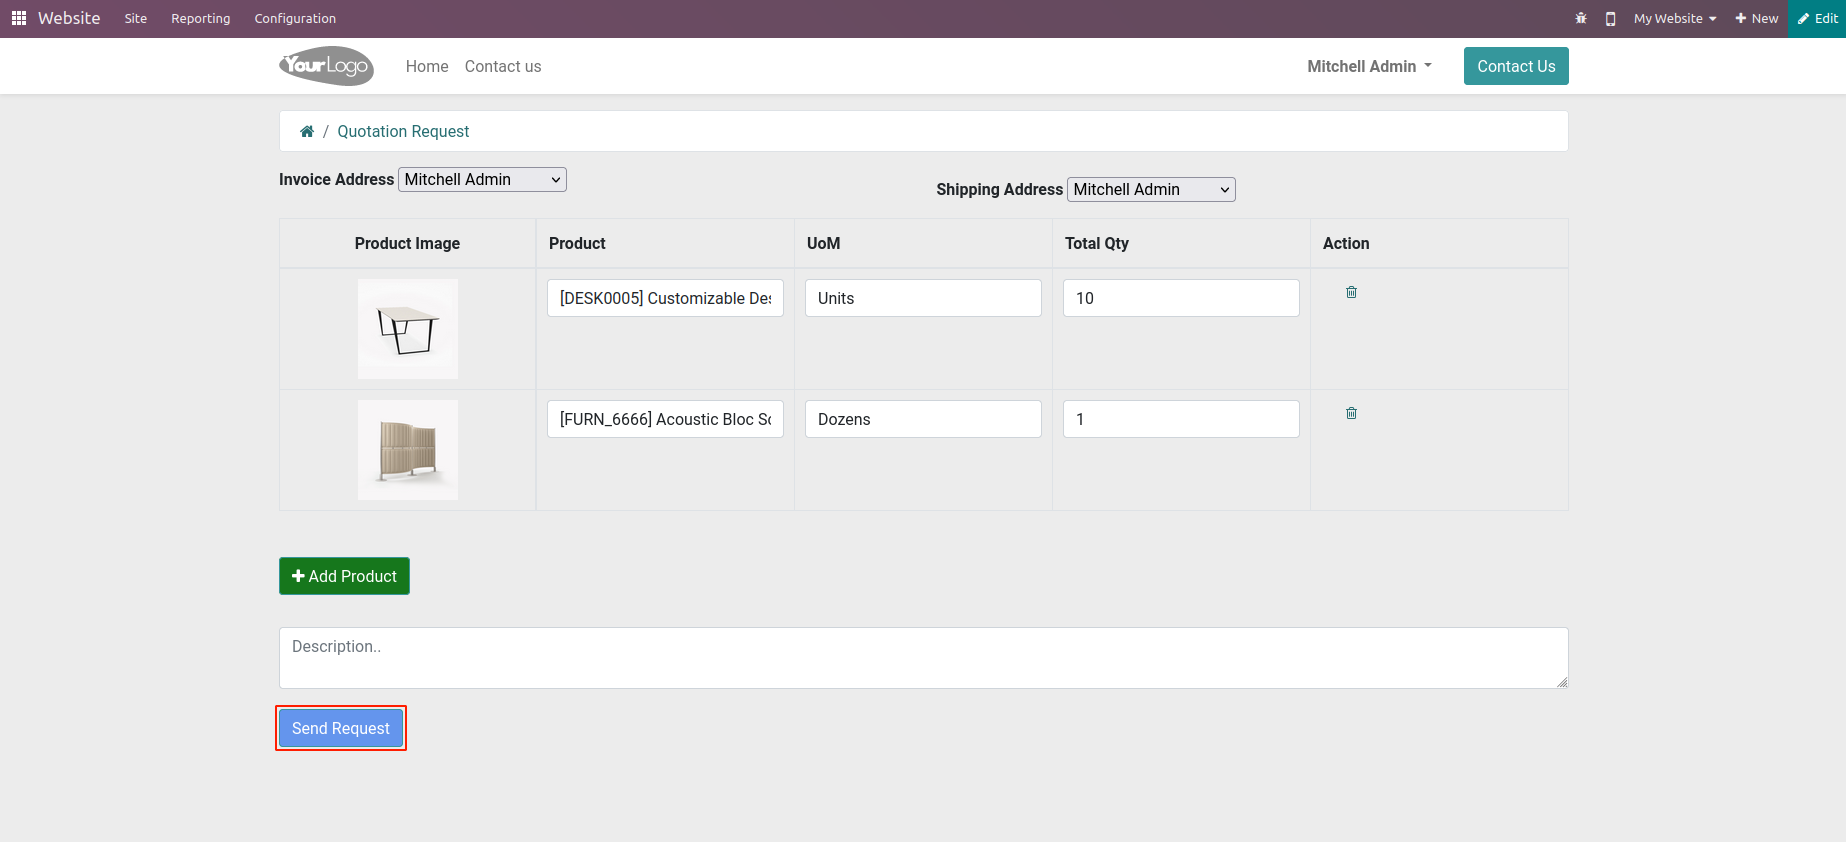 Website Site Reporting Configuration My Website New Edit
YourLogo Home Contact us Mitchell Admin Contact Us
/ Quotation Request
Invoice Address Mitchell Admin
Shipping Address Mitchell Admin
Product Image Product UoM Total Qty Action
[DESK0005] Customizable Des Units 10
[FURN_6666] Acoustic Bloc Sc Dozens 1
Add Product
Description..
Send Request